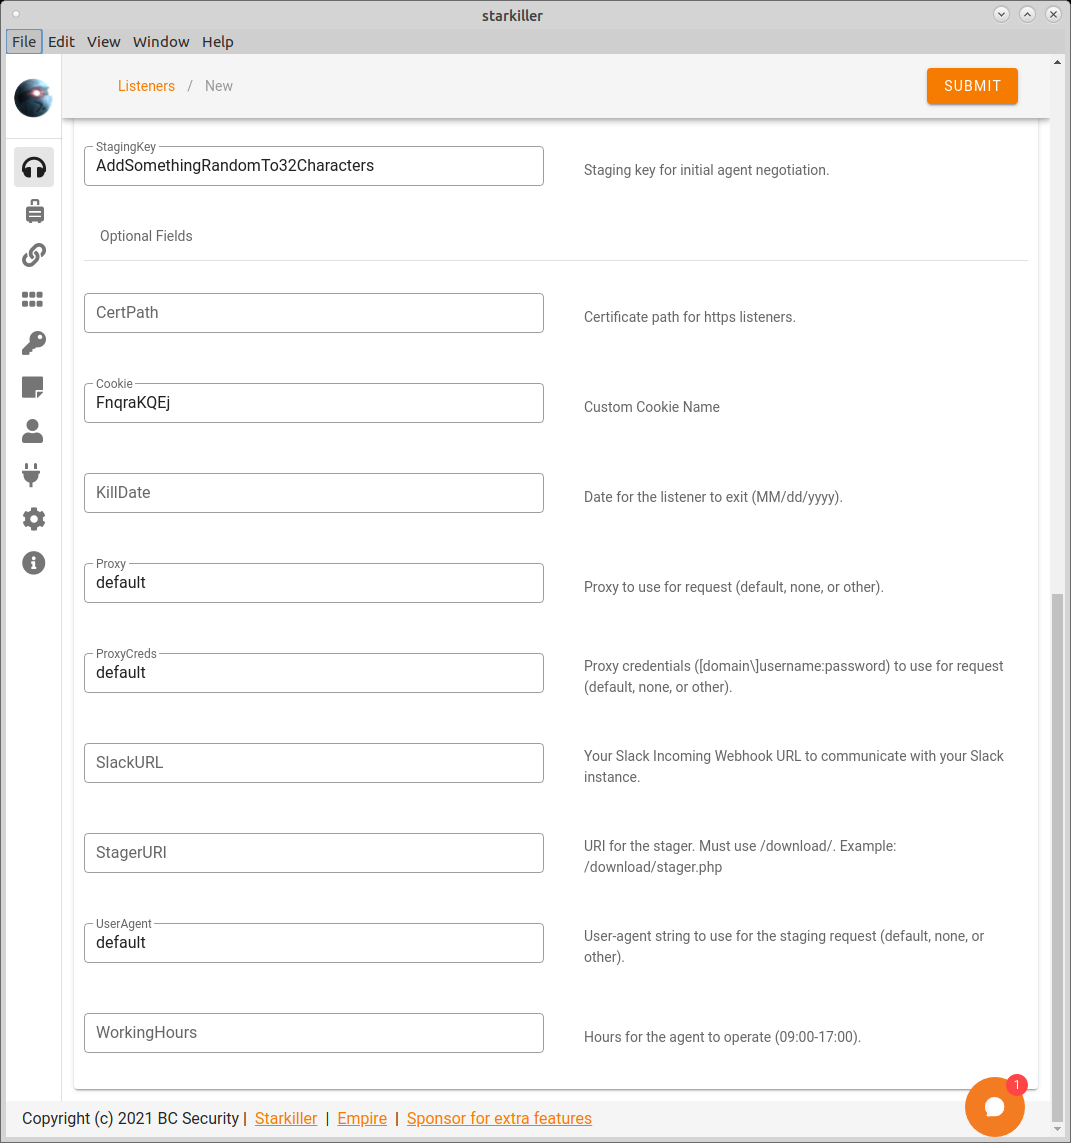 starkiller
File Edit View Window Help
Listeners / New
SUBMIT
StagingKey
AddSomethingRandomTo32Characters
Staging key for initial agent negotiation.
Optional Fields
CertPath
Certificate path for https listeners.
Cookie
FnqraKQEj
Custom Cookie Name
KillDate
Date for the listener to exit (MM/dd/yyyy).
Proxy
default
Proxy to use for request (default, none, or other).
ProxyCreds
default
Proxy credentials ([domain\]username:password) to use for request
(default, none, or other).
SlackURL
Your Slack Incoming Webhook URL to communicate with your Slack
instance.
StagerURI
URI for the stager. Must use /download/. Example:
/download/stager.php
UserAgent
default
User-agent string to use for the staging request (default, none, or
other).
WorkingHours
Hours for the agent to operate (09:00-17:00).
1
Copyright (c) 2021 BC Security | Starkiller | Empire | Sponsor for extra features